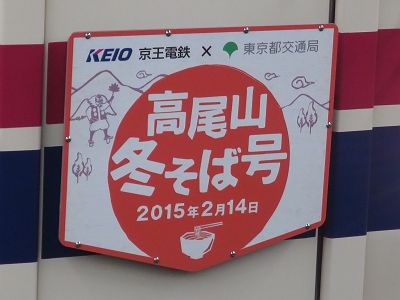 KEIO 京王電鉄 × 東京都交通局
高尾山
冬そば号
2015年2月14日